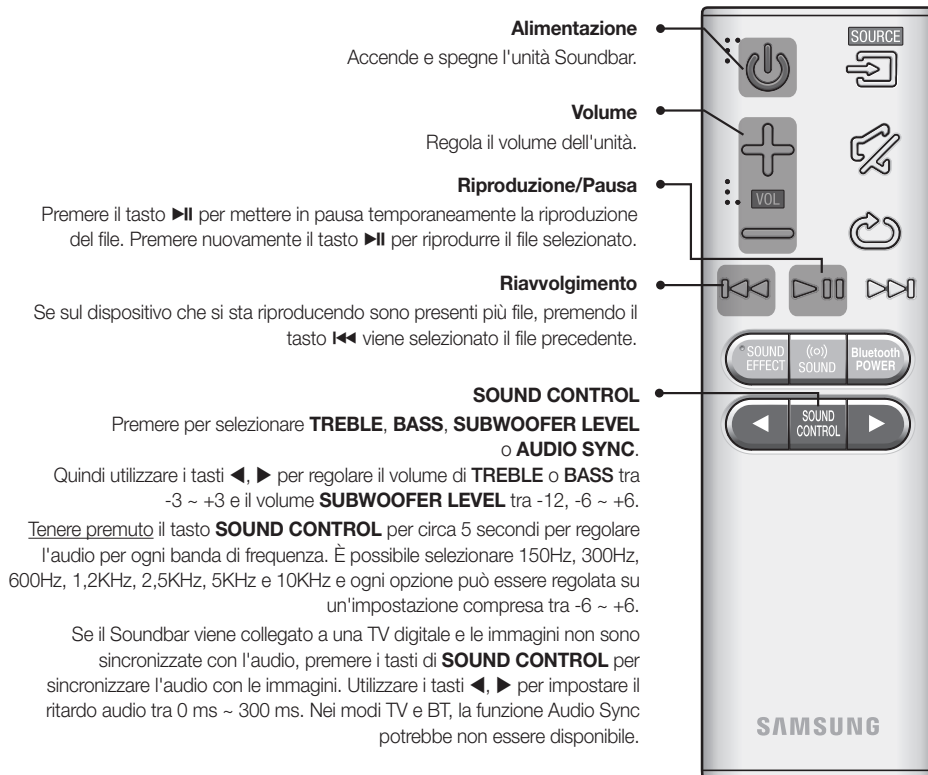 Alimentazione
Accende e spegne l'unità Soundbar.
Volume
Regola il volume dell'unità.
Riproduzione/Pausa
Premere il tasto ►II per mettere in pausa temporaneamente la riproduzione
del file. Premere nuovamente il tasto ►II per riprodurre il file selezionato.
Riavvolgimento
Se sul dispositivo che si sta riproducendo sono presenti più file, premendo il
tasto I◄◄ viene selezionato il file precedente.
SOUND CONTROL
Premere per selezionare TREBLE, BASS, SUBWOOFER LEVEL
o AUDIO SYNC.
Quindi utilizzare i tasti ◄, ► per regolare il volume di TREBLE o BASS tra
-3 ~ +3 e il volume SUBWOOFER LEVEL tra -12, -6 ~ +6.
Tenere premuto il tasto SOUND CONTROL per circa 5 secondi per regolare
l'audio per ogni banda di frequenza. È possibile selezionare 150Hz, 300Hz,
600Hz, 1,2KHz, 2,5KHz, 5KHz e 10KHz e ogni opzione può essere regolata su
un'impostazione compresa tra -6 ~ +6.
Se il Soundbar viene collegato a una TV digitale e le immagini non sono
sincronizzate con l'audio, premere i tasti di SOUND CONTROL per
sincronizzare l'audio con le immagini. Utilizzare i tasti ◄, ► per impostare il
ritardo audio tra 0 ms ~ 300 ms. Nei modi TV e BT, la funzione Audio Sync
potrebbe non essere disponibile.
SOURCE
VOL
SOUND
EFFECT
SOUND
Bluetooth
POWER
SOUND
CONTROL
SAMSUNG